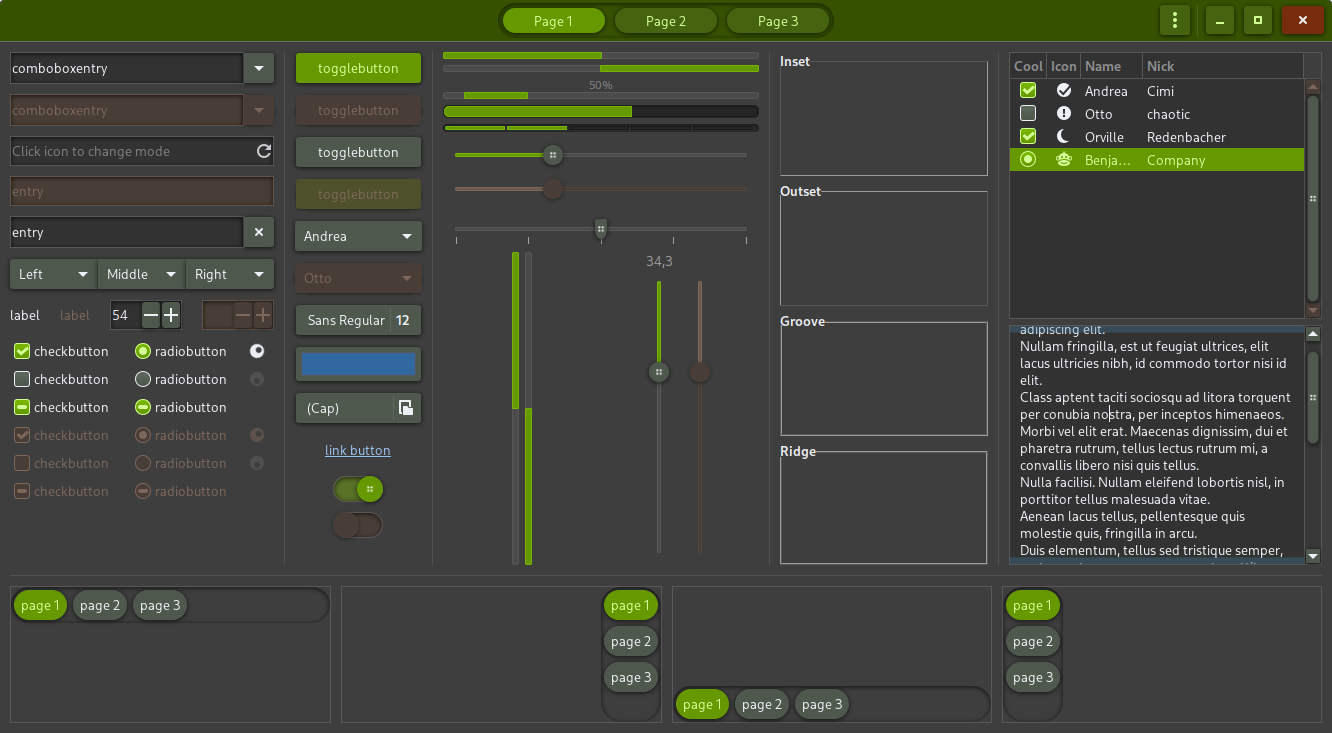 Page 1
Page 2
Page 3
comboboxentry
comboboxentry
Click icon to change mode
entry
entry
Left
Middle
Right
label
label
54
checkbutton
radiobutton
checkbutton
radiobutton
checkbutton
radiobutton
checkbutton
radiobutton
checkbutton
radiobutton
checkbutton
radiobutton
togglebutton
togglebutton
togglebutton
togglebutton
Andrea
Otto
Sans Regular 12
(Cap)
link button
50%
34,3
Inset
Outset
Groove
Ridge
Cool Icon Name Nick
Andrea Cimi
Otto chaotic
Orville Redenbacher
Benja... Company
adipiscing elit.
Nullam fringilla, est ut feugiat ultrices, elit
lacus ultricies nibh, id commodo tortor nisi id
elit.
Class aptent taciti sociosqu ad litora torquent
per conubia nostra, per inceptos himenaeos.
Morbi vel elit erat. Maecenas dignissim, dui et
pharetra rutrum, tellus lectus rutrum mi, a
convallis libero nisi quis tellus.
Nulla facilisi. Nullam eleifend lobortis nisl, in
porttitor tellus malesuada vitae.
Aenean lacus tellus, pellentesque quis
molestie quis, fringilla in arcu.
Duis elementum, tellus sed tristique semper,
page 1
page 2
page 3
page 1
page 2
page 3
page 1
page 2
page 3
page 1
page 2
page 3